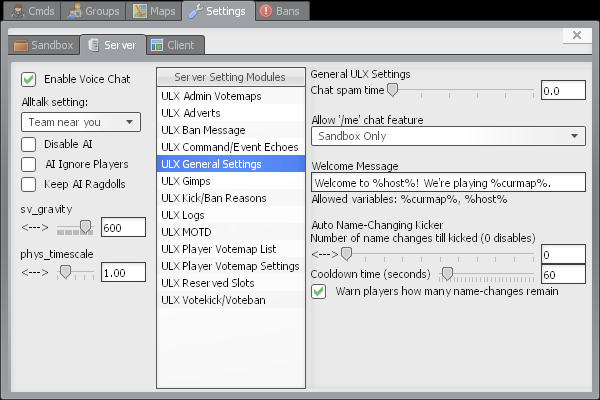 Cmds Groups Maps Settings Bans
Sandbox Server Client
Enable Voice Chat
Alltalk setting:
Team near you
Disable AI
AI Ignore Players
Keep AI Ragdolls
sv_gravity
<---> 600
phys_timescale
<---> 1.00
Server Setting Modules
ULX Admin Votemaps
ULX Adverts
ULX Ban Message
ULX Command/Event Echoes
ULX General Settings
ULX Gimps
ULX Kick/Ban Reasons
ULX Logs
ULX MOTD
ULX Player Votemap List
ULX Player Votemap Settings
ULX Reserved Slots
ULX Votekick/Voteban
General ULX Settings
Chat spam time 0.0
Allow '/me' chat feature
Sandbox Only
Welcome Message
Welcome to %host%! We're playing %curmap%.
Allowed variables: %curmap%, %host%
Auto Name-Changing Kicker
Number of name changes till kicked (0 disables)
<---> 0
Cooldown time (seconds) 60
Warn players how many name-changes remain